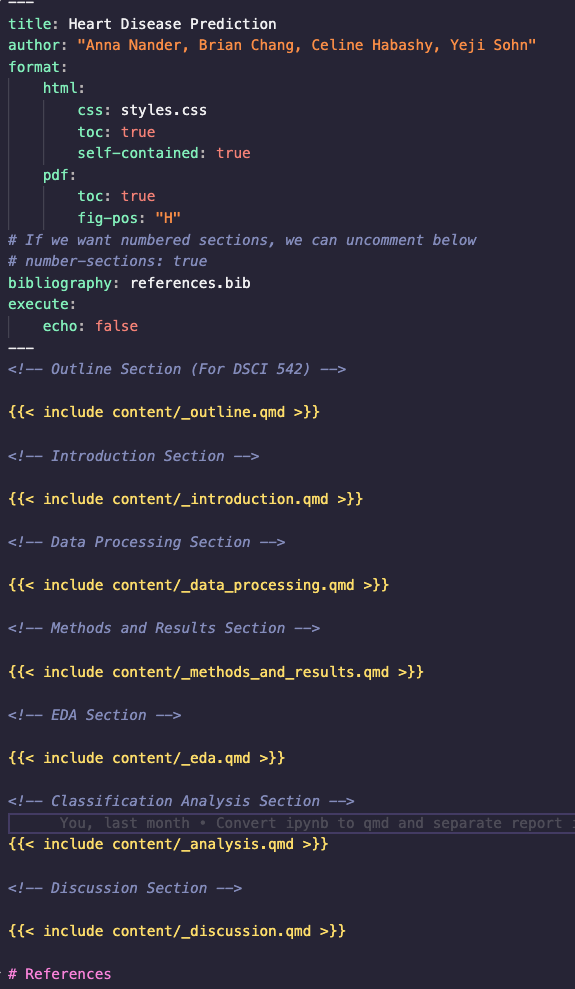 ---
title: Heart Disease Prediction
author: "Anna Nander, Brian Chang, Celine Habashy, Yeji Sohn"
format:
    html:
        css: styles.css
        toc: true
        self-contained: true
    pdf:
        toc: true
        fig-pos: "H"
# If we want numbered sections, we can uncomment below
# number-sections: true
bibliography: references.bib
execute:
    echo: false
---
<!-- Outline Section (For DSCI 542) -->
{{< include content/_outline.qmd >}}
<!-- Introduction Section -->
{{< include content/_introduction.qmd >}}
<!-- Data Processing Section -->
{{< include content/_data_processing.qmd >}}
<!-- Methods and Results Section -->
{{< include content/_methods_and_results.qmd >}}
<!-- EDA Section -->
{{< include content/_eda.qmd >}}
<!-- Classification Analysis Section -->
You, last month • Convert ipynb to qmd and separate report
{{< include content/_analysis.qmd >}}
<!-- Discussion Section -->
{{< include content/_discussion.qmd >}}
# References